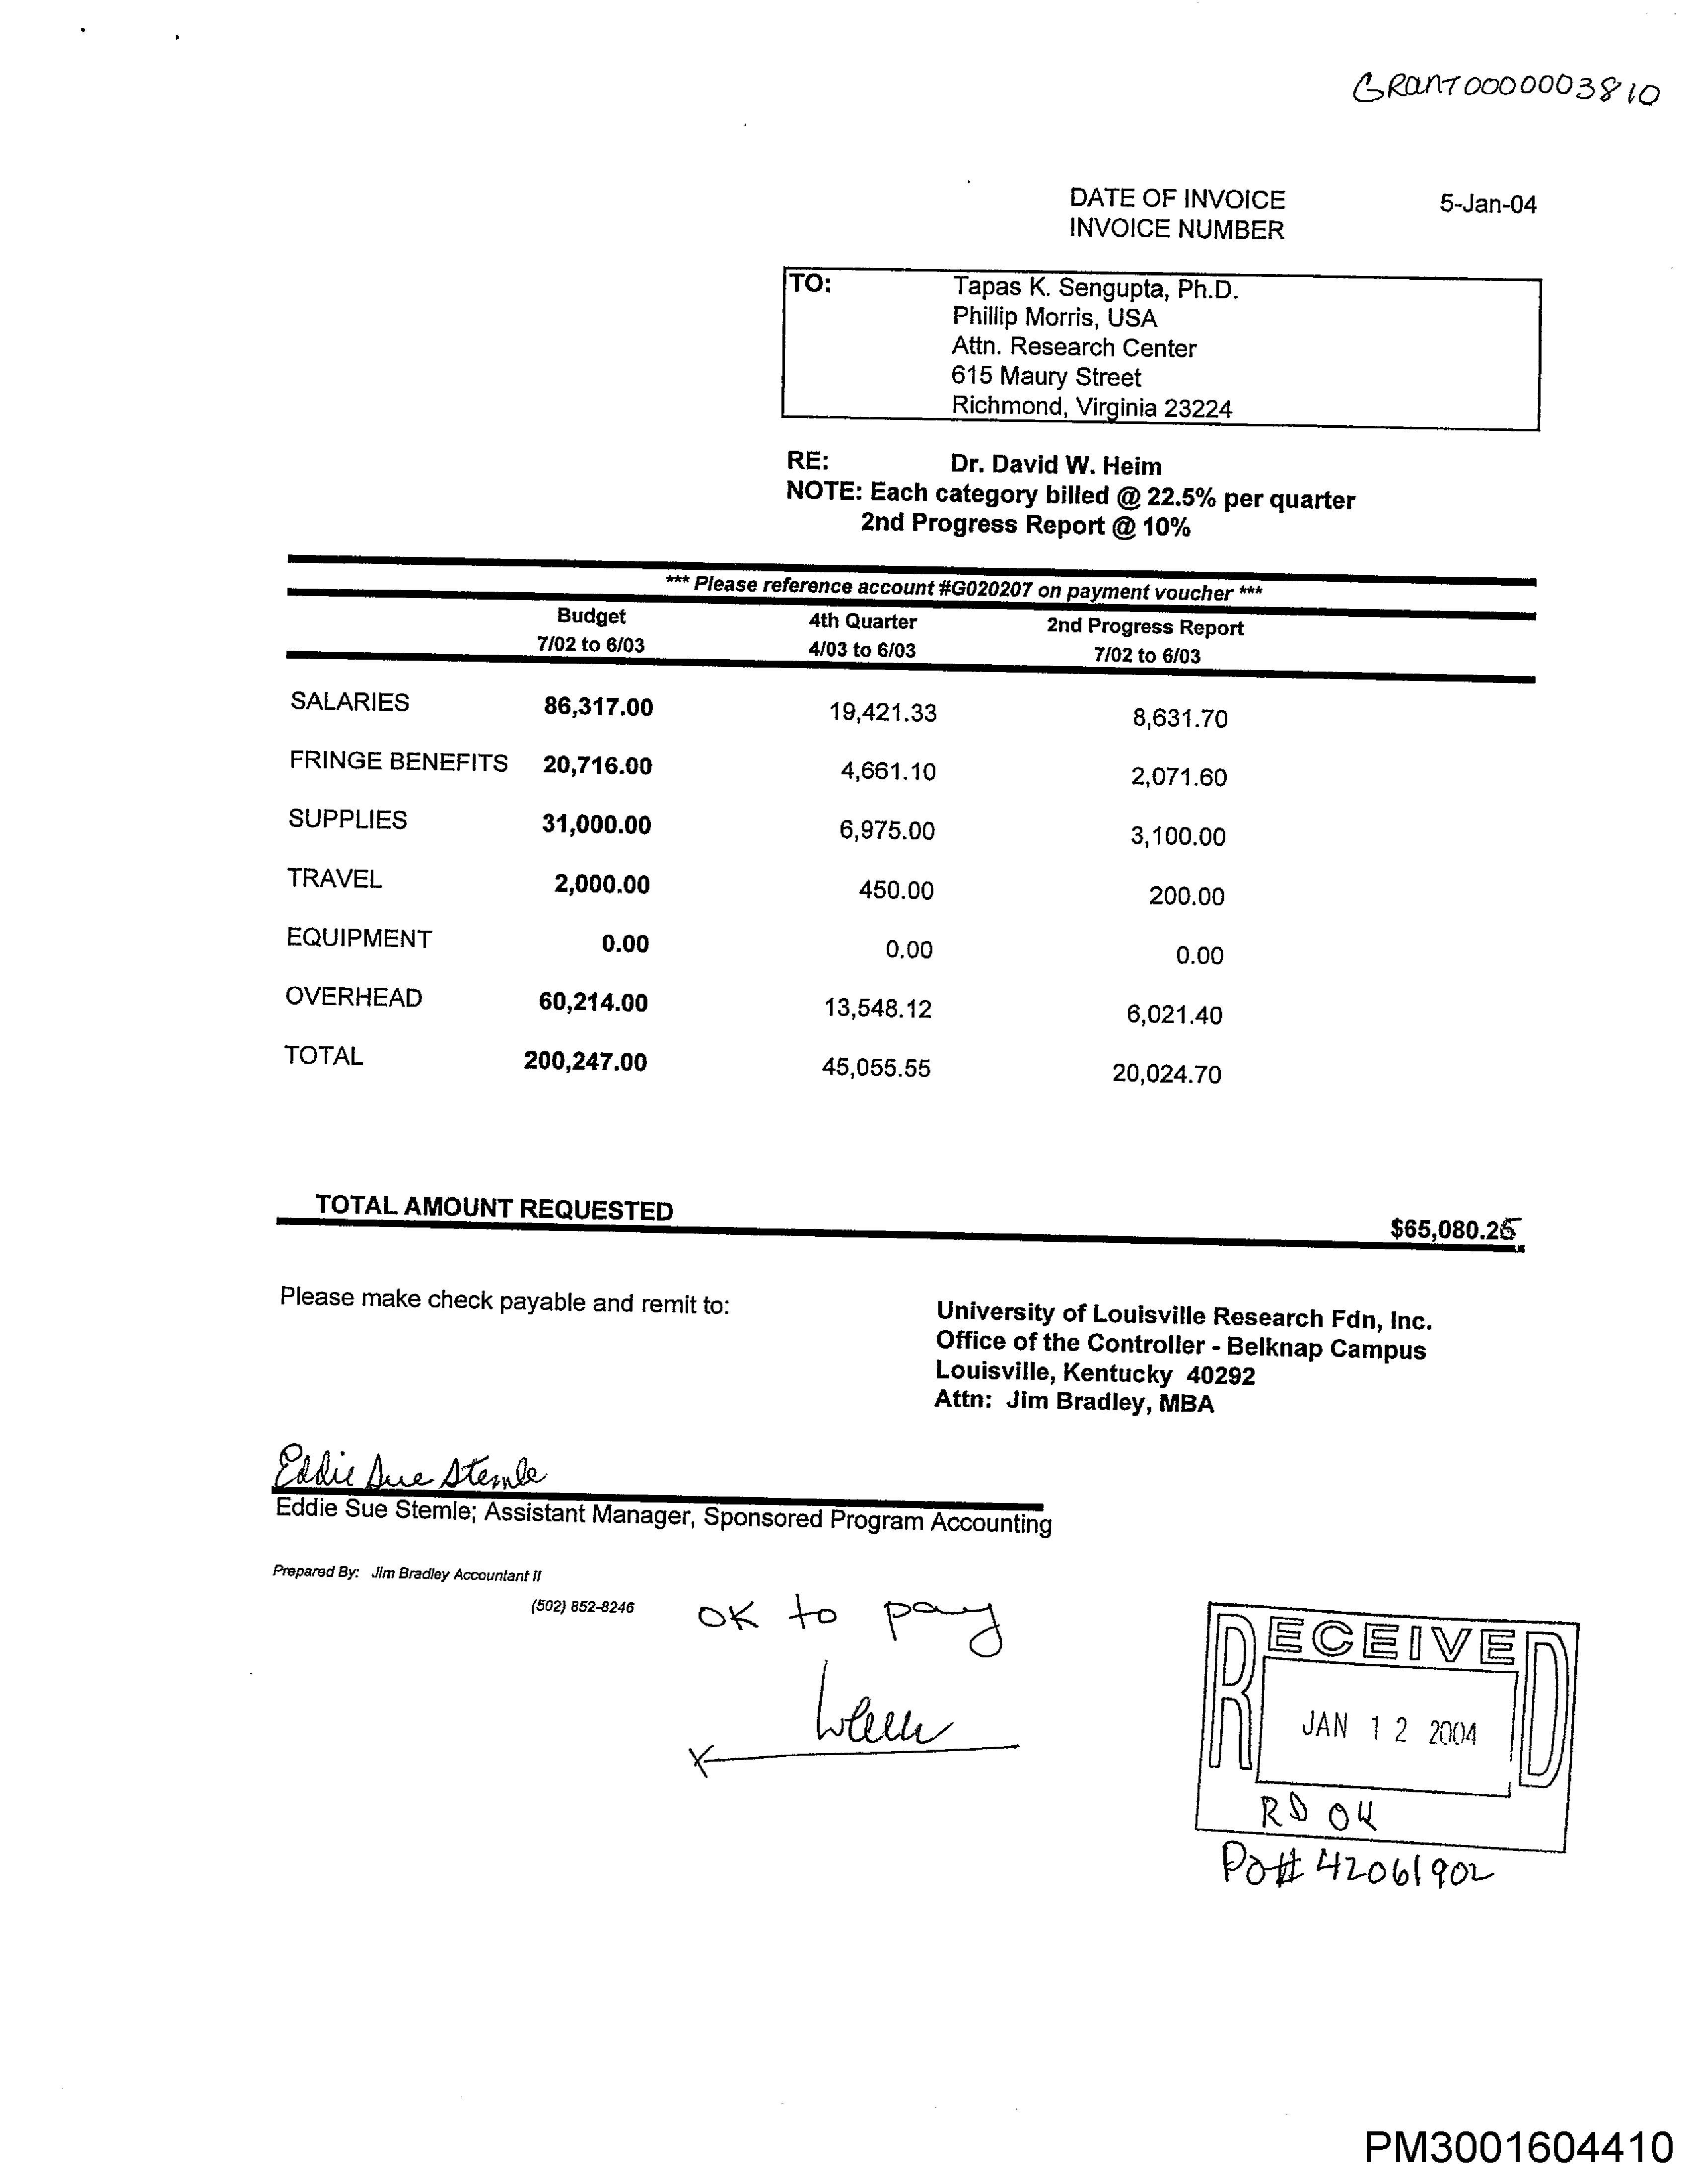 GRANT0000003810
DATE OF INVOICE 5-Jan-04
INVOICE NUMBER
TO: Tapas K. Sengupta, Ph.D.
Phillip Morris, USA
Attn. Research Center
615 Maury Street
Richmond, Virginia 23224
RE: Dr. David W. Heim
NOTE: Each category billed @ 22.5% per quarter
2nd Progress Report @ 10%
*** Please reference account #G020207 on payment voucher ***
Budget 4th Quarter 2nd Progress Report
7/02 to 6/03 4/03 to 6/03 7/02 to 6/03
SALARIES 86,317.00 19,421.33 8,631.70
FRINGE BENEFITS 20,716.00 4,661.10 2,071.60
SUPPLIES 31,000.00 6,975.00 3,100.00
TRAVEL 2,000.00 450.00 200.00
EQUIPMENT 0.00 0.00 0.00
OVERHEAD 60,214.00 13,548.12 6,021.40
TOTAL 200,247.00 45,055.55 20,024.70
TOTAL AMOUNT REQUESTED $65,080.25
Please make check payable and remit to: University of Louisville Research Fdn, Inc.
Office of the Controller - Belknap Campus
Louisville, Kentucky 40292
Attn: Jim Bradley, MBA
Eddie Sue Stemle
Eddie Sue Stemle; Assistant Manager, Sponsored Program Accounting
Prepared By: Jim Bradley Accountant II
(502) 852-8246
OK to pay
RECEIVED
JAN 12 2004
RD OK
PO# 42061902
PM3001604410